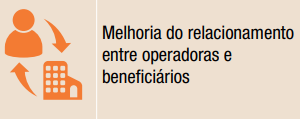 Melhoria do relacionamento
entre operadoras e
beneficiários